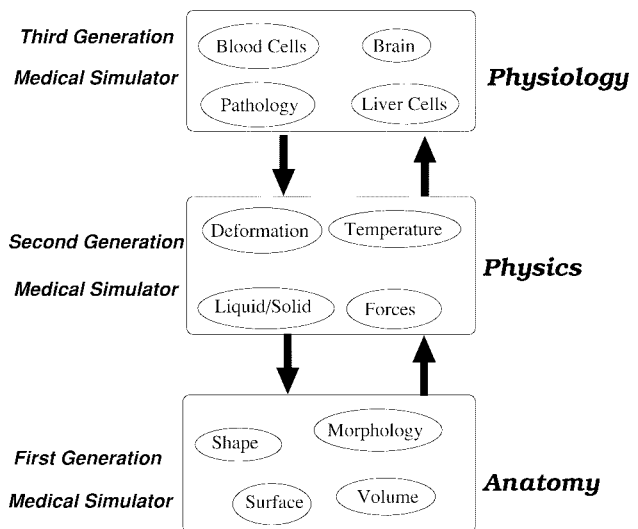 Third Generation
Medical Simulator
Blood Cells
Brain
Pathology
Liver Cells
Physiology
Second Generation
Medical Simulator
Deformation
Temperature
Liquid/Solid
Forces
Physics
First Generation
Medical Simulator
Shape
Morphology
Surface
Volume
Anatomy